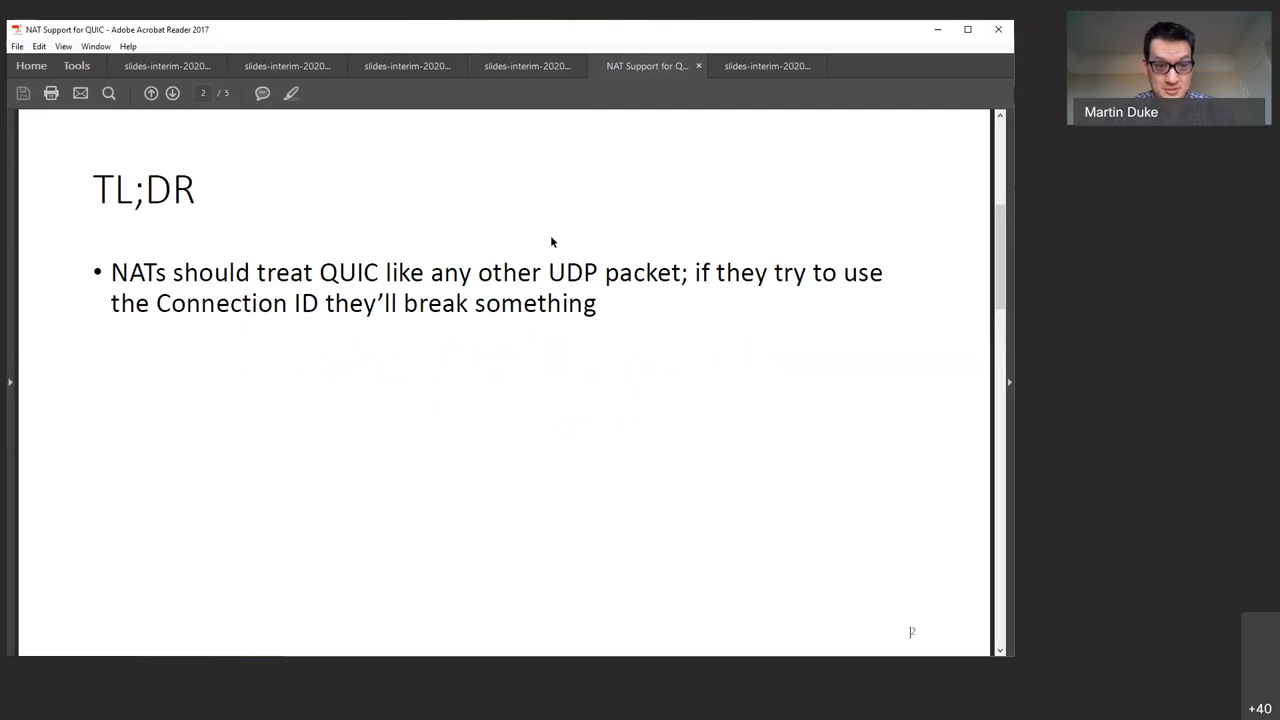 NAT Support for QUIC - Adobe Acrobat Reader 2017
File Edit View Window Help
Home Tools slides-interim-2020... slides-interim-2020... slides-interim-2020... slides-interim-2020... NAT Support for Q... × slides-interim-2020...
2 / 5
Martin Duke
TL;DR
• NATs should treat QUIC like any other UDP packet; if they try to use
the Connection ID they’ll break something
2
+40